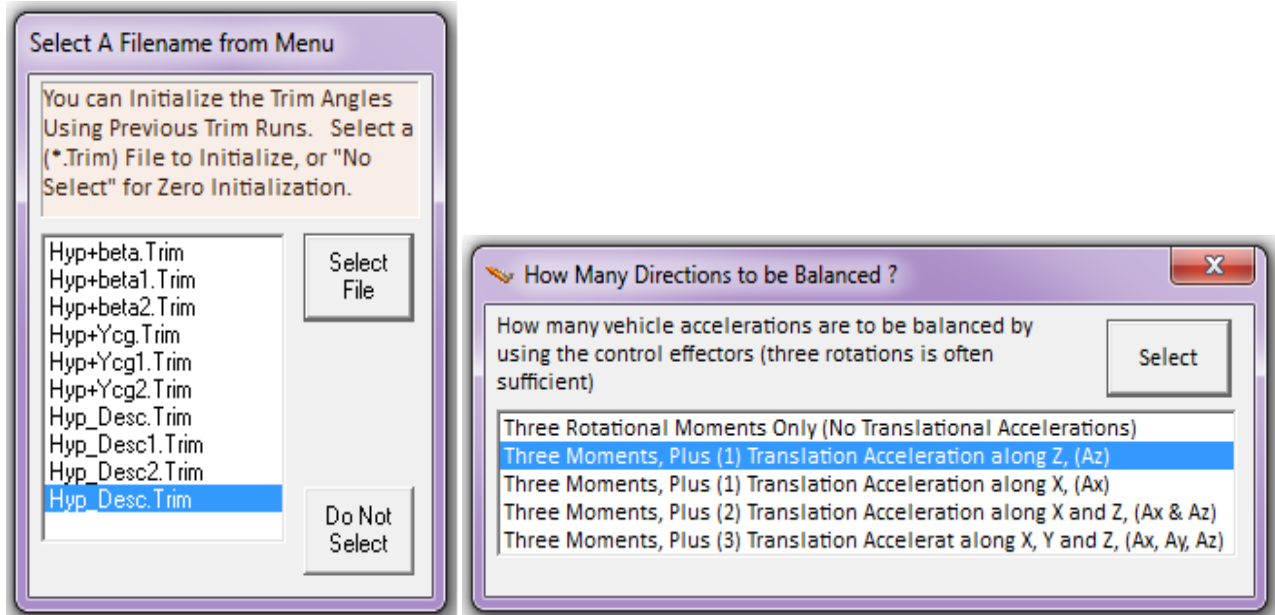 Select A Filename from Menu
You can Initialize the Trim Angles
Using Previous Trim Runs. Select a
(*.Trim) File to Initialize, or "No
Select" for Zero Initialization.
Hyp+beta.Trim
Hyp+beta1.Trim
Hyp+beta2.Trim
Hyp+Ycg.Trim
Hyp+Ycg1.Trim
Hyp+Ycg2.Trim
Hyp_Desc.Trim
Hyp_Desc1.Trim
Hyp_Desc2.Trim
Hyp_Desc.Trim
Select
File
Do Not
Select
How Many Directions to be Balanced ?
How many vehicle accelerations are to be balanced by
using the control effectors (three rotations is often
sufficient)
Select
Three Rotational Moments Only (No Translational Accelerations)
Three Moments, Plus (1) Translation Acceleration along Z, (Az)
Three Moments, Plus (1) Translation Acceleration along X, (Ax)
Three Moments, Plus (2) Translation Acceleration along X and Z, (Ax & Az)
Three Moments, Plus (3) Translation Accelerat along X, Y and Z, (Ax, Ay, Az)